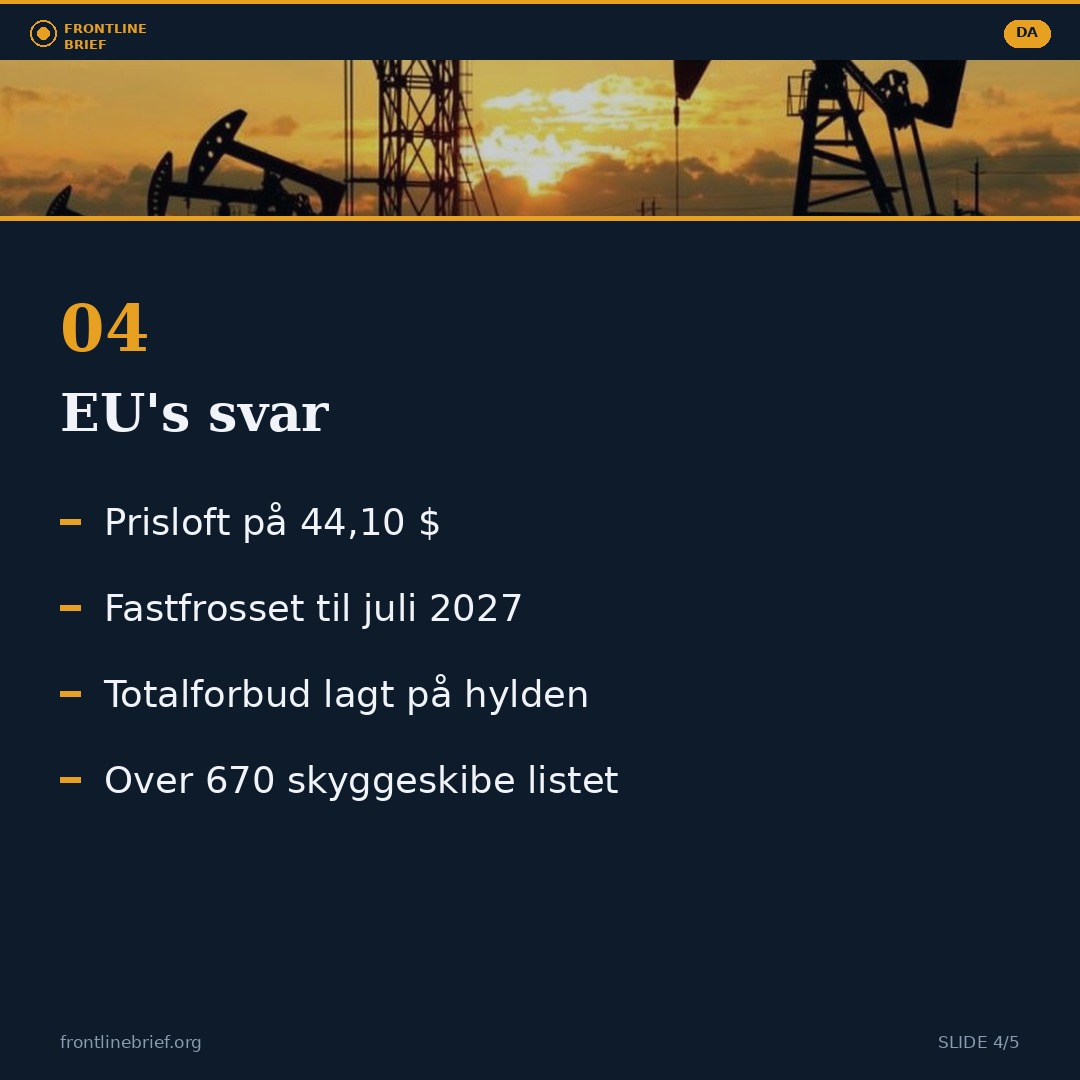 FRONTLINE
BRIEF
DA
04
EU's svar
– Prisloft på 44,10 $
– Fastfrosset til juli 2027
– Totalforbud lagt på hylden
– Over 670 skyggeskibe listet
frontlinebrief.org
SLIDE 4/5